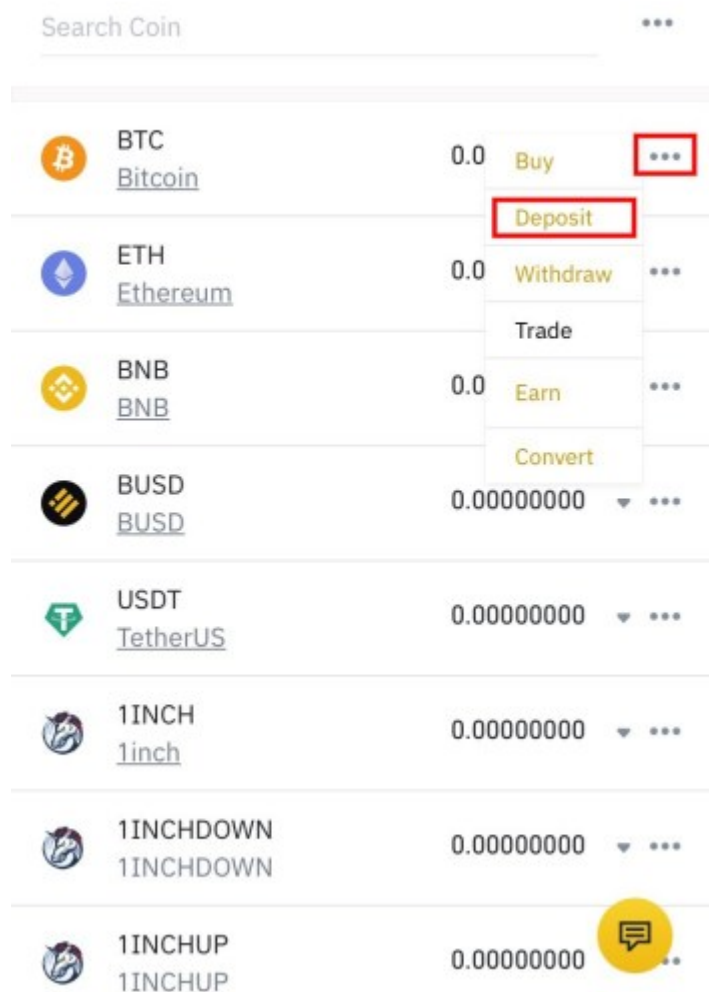 Search Coin
BTC
Bitcoin
0.0
Buy
Deposit
ETH
Ethereum
0.0
Withdraw
Trade
BNB
BNB
0.0
Earn
Convert
BUSD
BUSD
0.00000000
USDT
TetherUS
0.00000000
1INCH
1inch
0.00000000
1INCHDOWN
1INCHDOWN
0.00000000
1INCHUP
1INCHUP
0.00000000